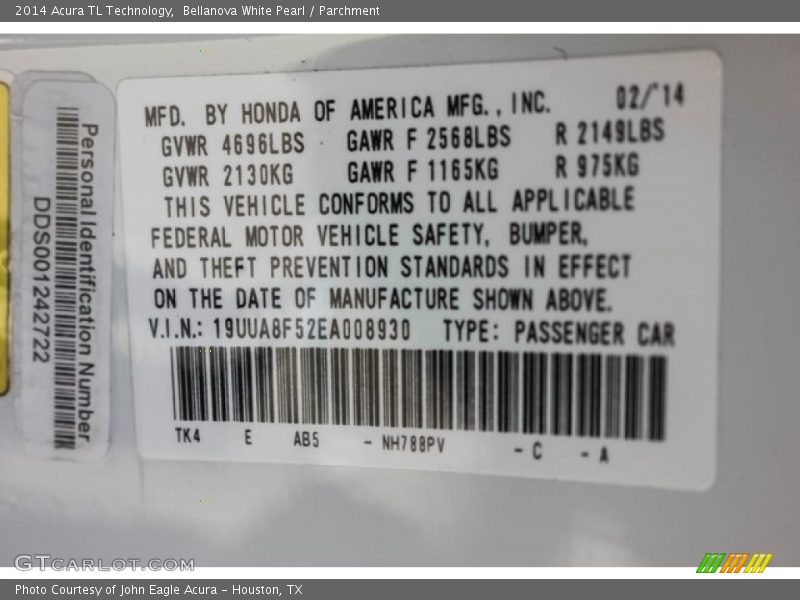 2014 Acura TL Technology, Bellanova White Pearl / Parchment
MFD. BY HONDA OF AMERICA MFG., INC. 02/'14
GVWR 4696LBS GAWR F 2568LBS R 2149LBS
GVWR 2130KG GAWR F 1165KG R 975KG
THIS VEHICLE CONFORMS TO ALL APPLICABLE
FEDERAL MOTOR VEHICLE SAFETY, BUMPER,
AND THEFT PREVENTION STANDARDS IN EFFECT
ON THE DATE OF MANUFACTURE SHOWN ABOVE.
V.I.N.: 19UUA8F52EA008930 TYPE: PASSENGER CAR
TK4 E AB5 - NH788PV - C - A
Personal Identification Number
DDS001242722
GTCARLOT.COM
Photo Courtesy of John Eagle Acura - Houston, TX